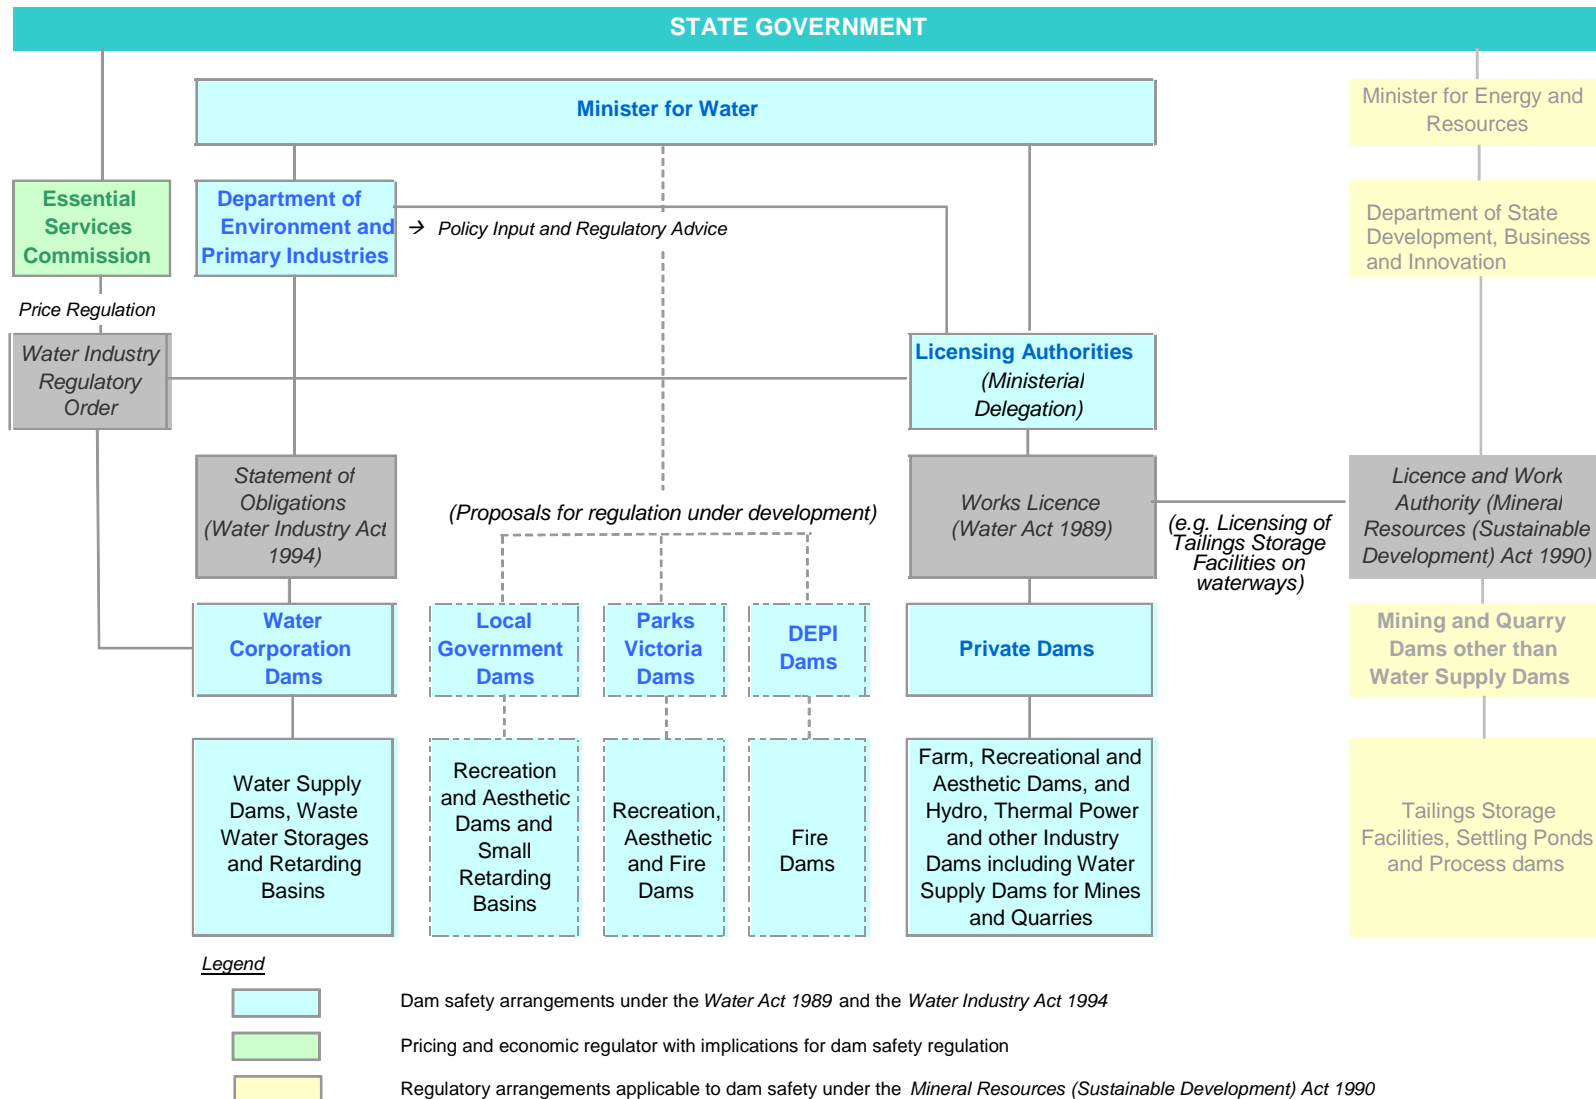 STATE GOVERNMENT
Minister for Water
Minister for Energy and
Resources
Essential
Services
Commission
Department of
Environment and
Primary Industries
→ Policy Input and Regulatory Advice
Department of State
Development, Business
and Innovation
Price Regulation
Water Industry
Regulatory
Order
Licensing Authorities
(Ministerial
Delegation)
Statement of
Obligations
(Water Industry Act
1994)
(Proposals for regulation under development)
Works Licence
(Water Act 1989)
(e.g. Licensing of
Tailings Storage
Facilities on
waterways)
Licence and Work
Authority (Mineral
Resources (Sustainable
Development) Act 1990)
Water
Corporation
Dams
Local
Government
Dams
Parks
Victoria
Dams
DEPI
Dams
Private Dams
Mining and Quarry
Dams other than
Water Supply Dams
Water Supply
Dams, Waste
Water Storages
and Retarding
Basins
Recreation
and Aesthetic
Dams and
Small
Retarding
Basins
Recreation,
Aesthetic
and Fire
Dams
Fire
Dams
Farm, Recreational and
Aesthetic Dams, and
Hydro, Thermal Power
and other Industry
Dams including Water
Supply Dams for Mines
and Quarries
Tailings Storage
Facilities, Settling Ponds
and Process dams
Legend
Dam safety arrangements under the Water Act 1989 and the Water Industry Act 1994
Pricing and economic regulator with implications for dam safety regulation
Regulatory arrangements applicable to dam safety under the Mineral Resources (Sustainable Development) Act 1990